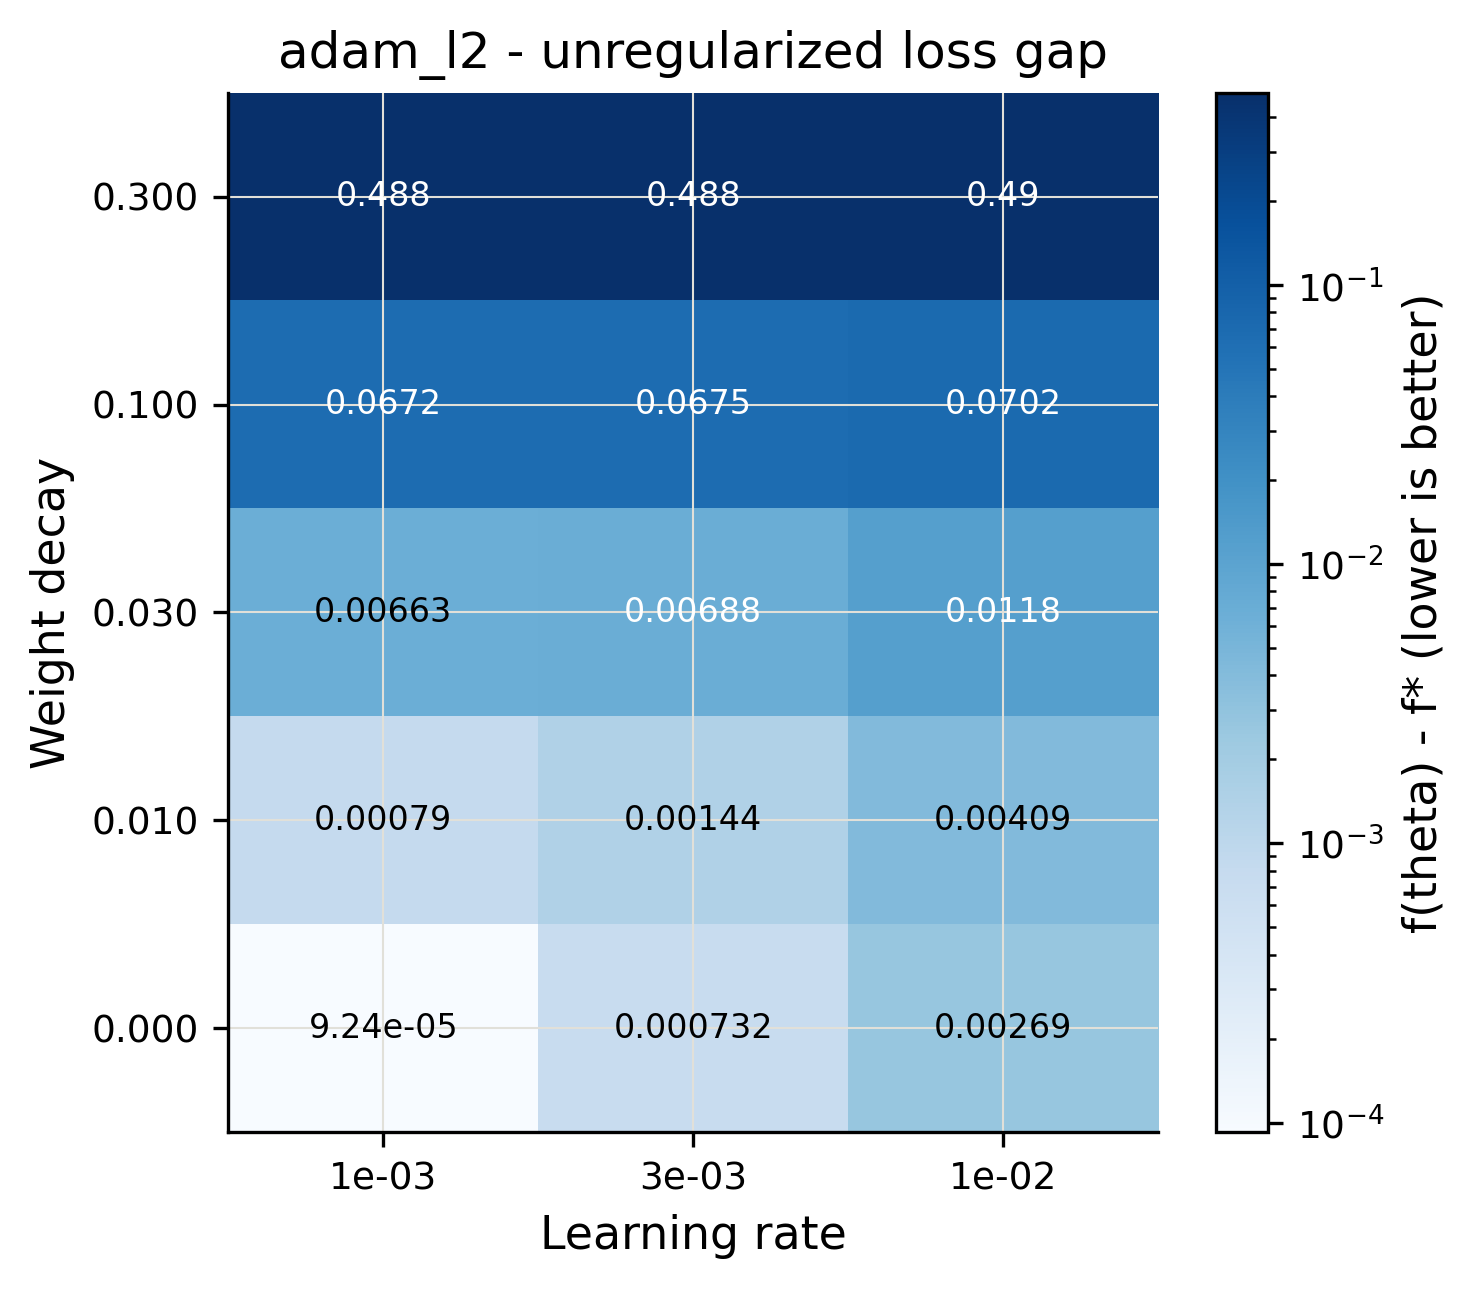 adam_l2 - unregularized loss gap
Weight decay
0.300
0.488 0.488 0.49
0.100
0.0672 0.0675 0.0702
0.030
0.00663 0.00688 0.0118
0.010
0.00079 0.00144 0.00409
0.000
9.24e-05 0.000732 0.00269
1e-03 3e-03 1e-02
Learning rate
10⁻¹
10⁻²
10⁻³
10⁻⁴
f(theta) - f* (lower is better)